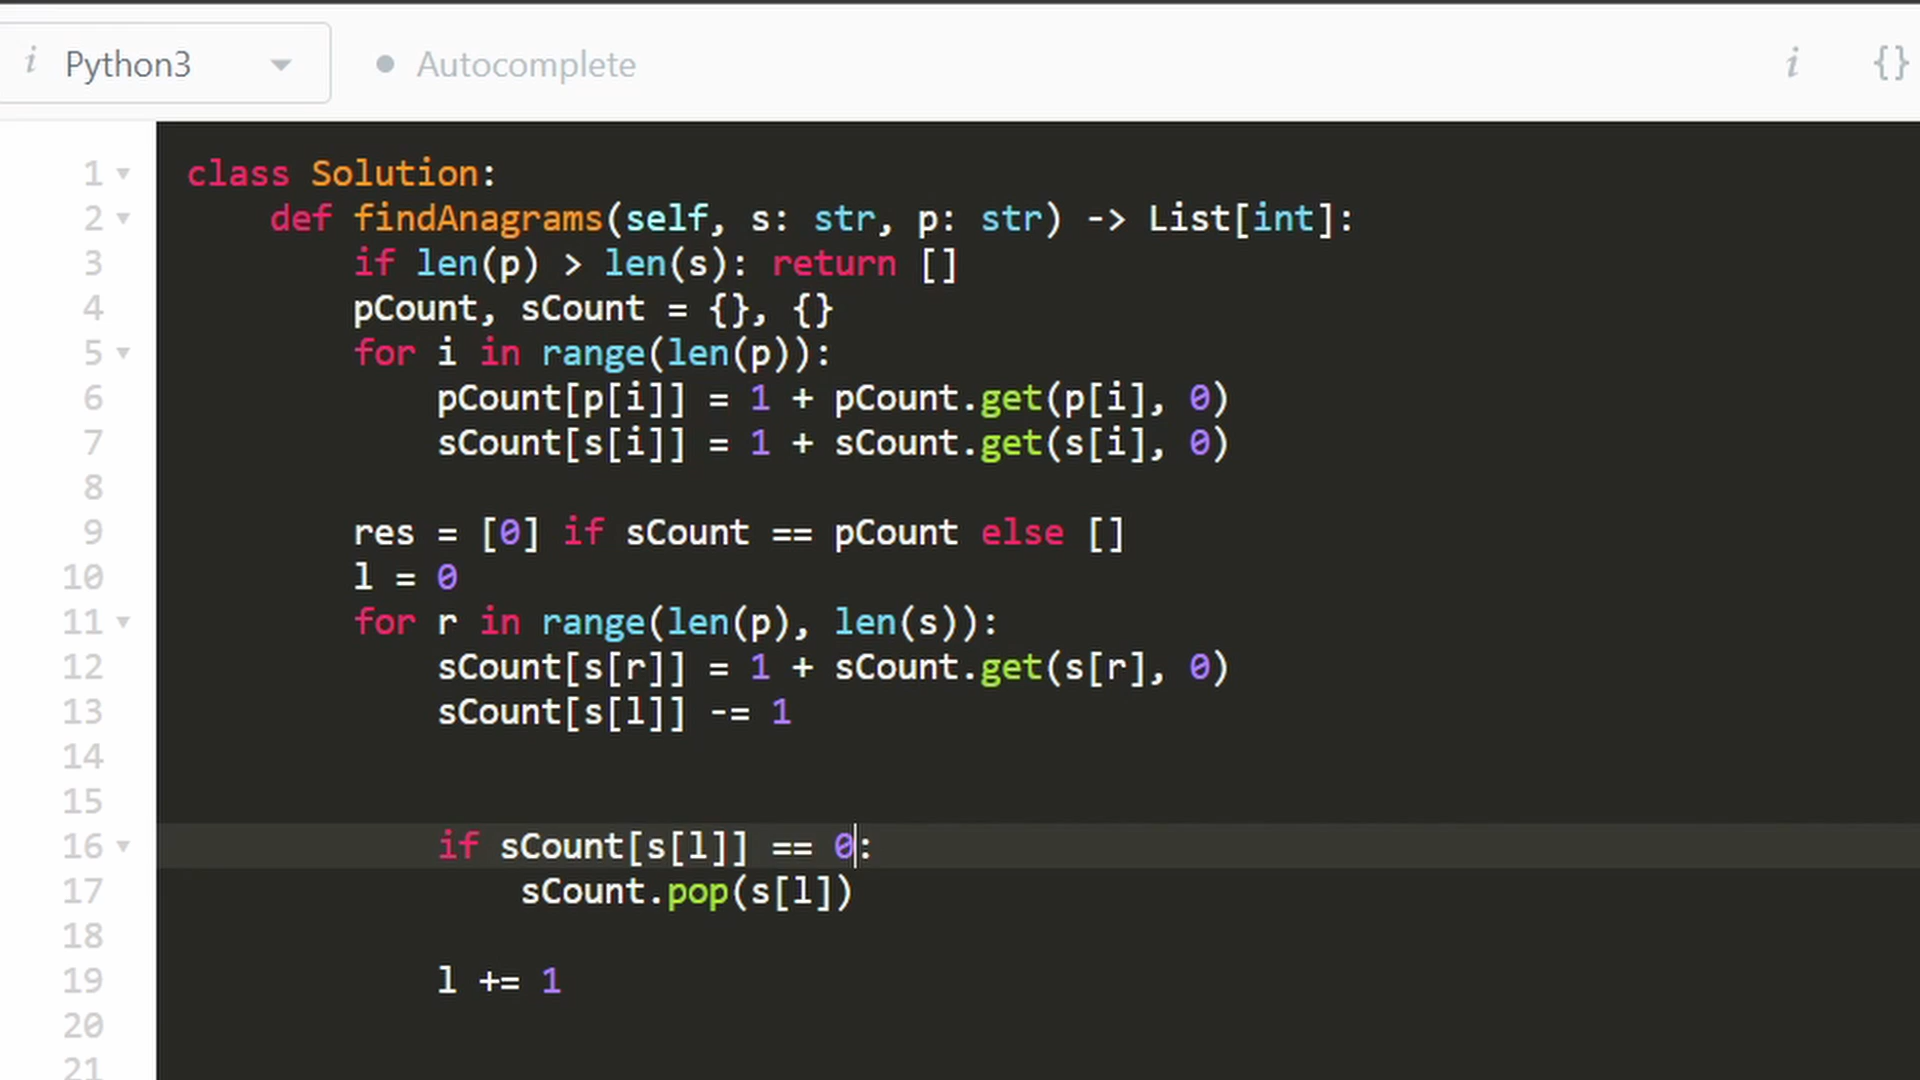 i Python3 Autocomplete i {}
1 class Solution:
2     def findAnagrams(self, s: str, p: str) -> List[int]:
3         if len(p) > len(s): return []
4         pCount, sCount = {}, {}
5         for i in range(len(p)):
6             pCount[p[i]] = 1 + pCount.get(p[i], 0)
7             sCount[s[i]] = 1 + sCount.get(s[i], 0)
8
9         res = [0] if sCount == pCount else []
10         l = 0
11         for r in range(len(p), len(s)):
12             sCount[s[r]] = 1 + sCount.get(s[r], 0)
13             sCount[s[l]] -= 1
14
15
16             if sCount[s[l]] == 0:
17                 sCount.pop(s[l])
18
19             l += 1
20
21